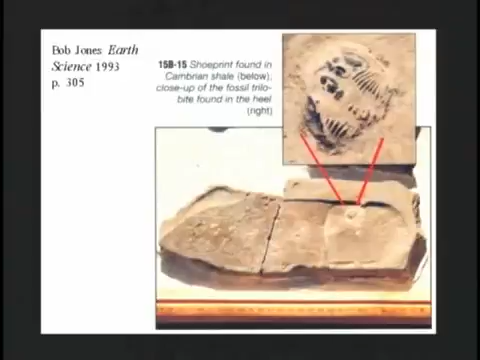 Bob Jones Earth
Science 1993
p. 305
15B-15 Shoeprint found in
Cambrian shale (below);
close-up of the fossil trilo-
bite found in the heel
(right)